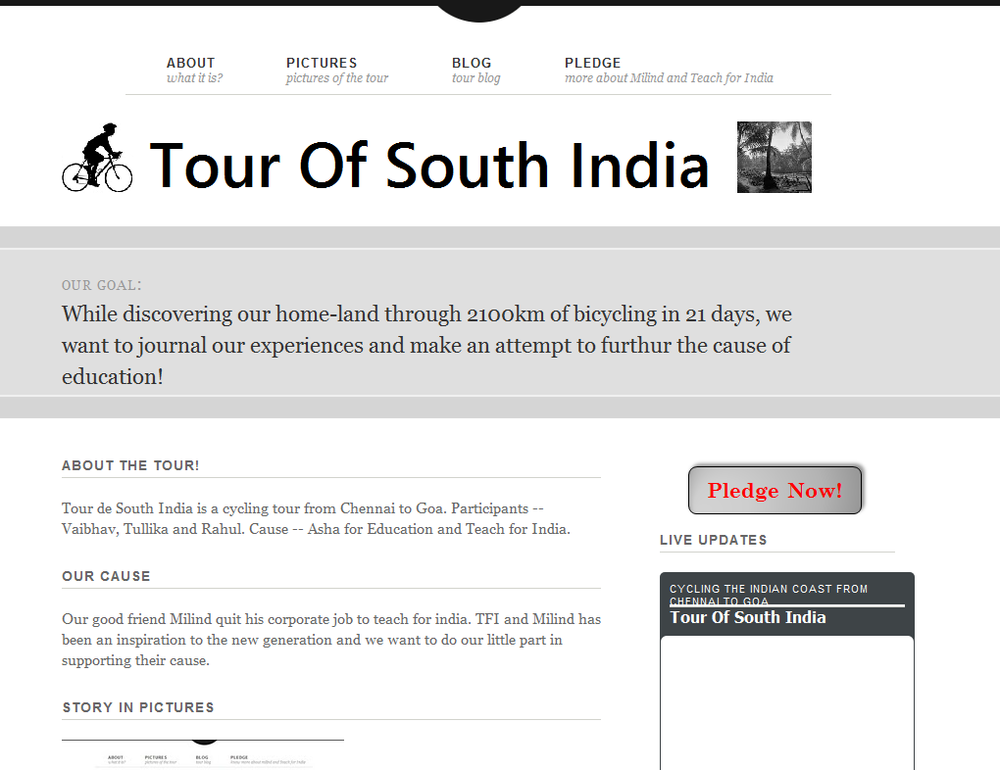 ABOUT
what it is?
PICTURES
pictures of the tour
BLOG
tour blog
PLEDGE
more about Milind and Teach for India
Tour Of South India
OUR GOAL:
While discovering our home-land through 2100km of bicycling in 21 days, we
want to journal our experiences and make an attempt to furthur the cause of
education!
ABOUT THE TOUR!
Tour de South India is a cycling tour from Chennai to Goa. Participants --
Vaibhav, Tullika and Rahul. Cause -- Asha for Education and Teach for India.
OUR CAUSE
Our good friend Milind quit his corporate job to teach for india. TFI and Milind has
been an inspiration to the new generation and we want to do our little part in
supporting their cause.
STORY IN PICTURES
ABOUT
what it is?
PICTURES
pictures of the tour
BLOG
tour blog
PLEDGE
know more about milind and Teach for India
Pledge Now!
LIVE UPDATES
CYCLING THE INDIAN COAST FROM
CHENNAI TO GOA
Tour Of South India